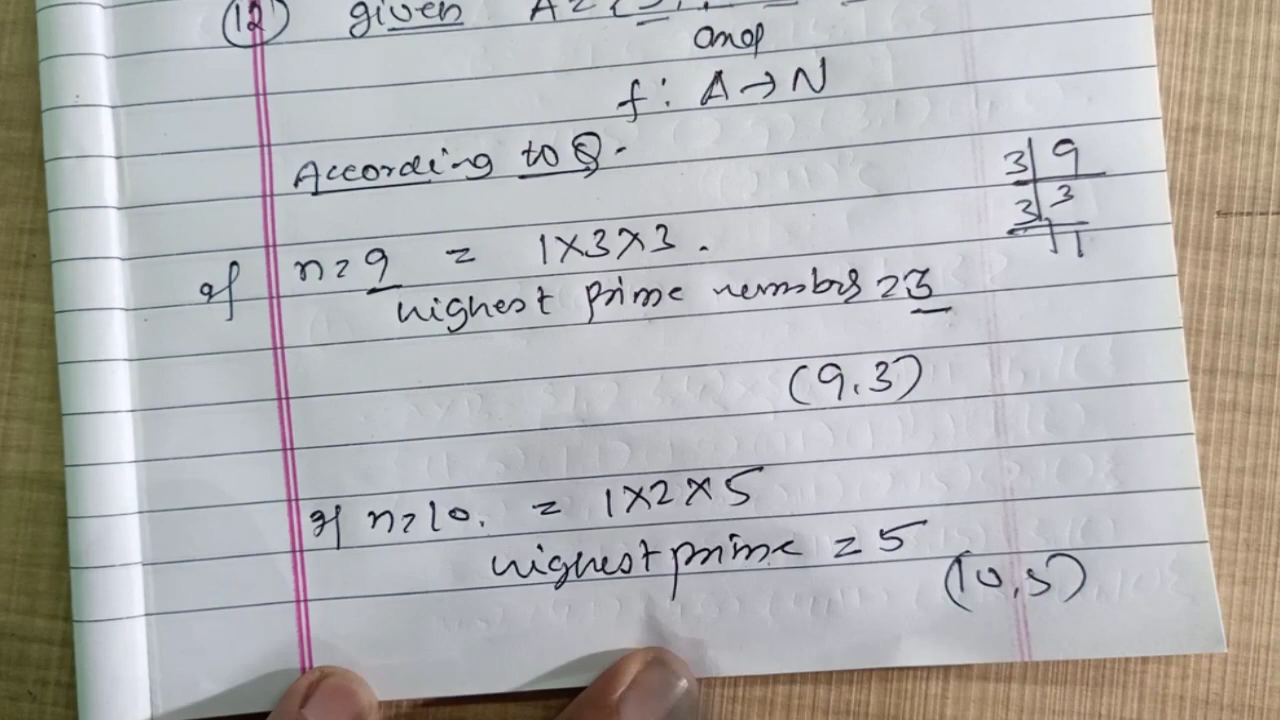 (12) given A = {
and
f: A → N
According to Q.
3 | 9
3 | 3
1
If n = 9 = 1×3×3.
highest prime number = 3
(9,3)
If n = 10. = 1×2×5
highest prime = 5
(10,5)